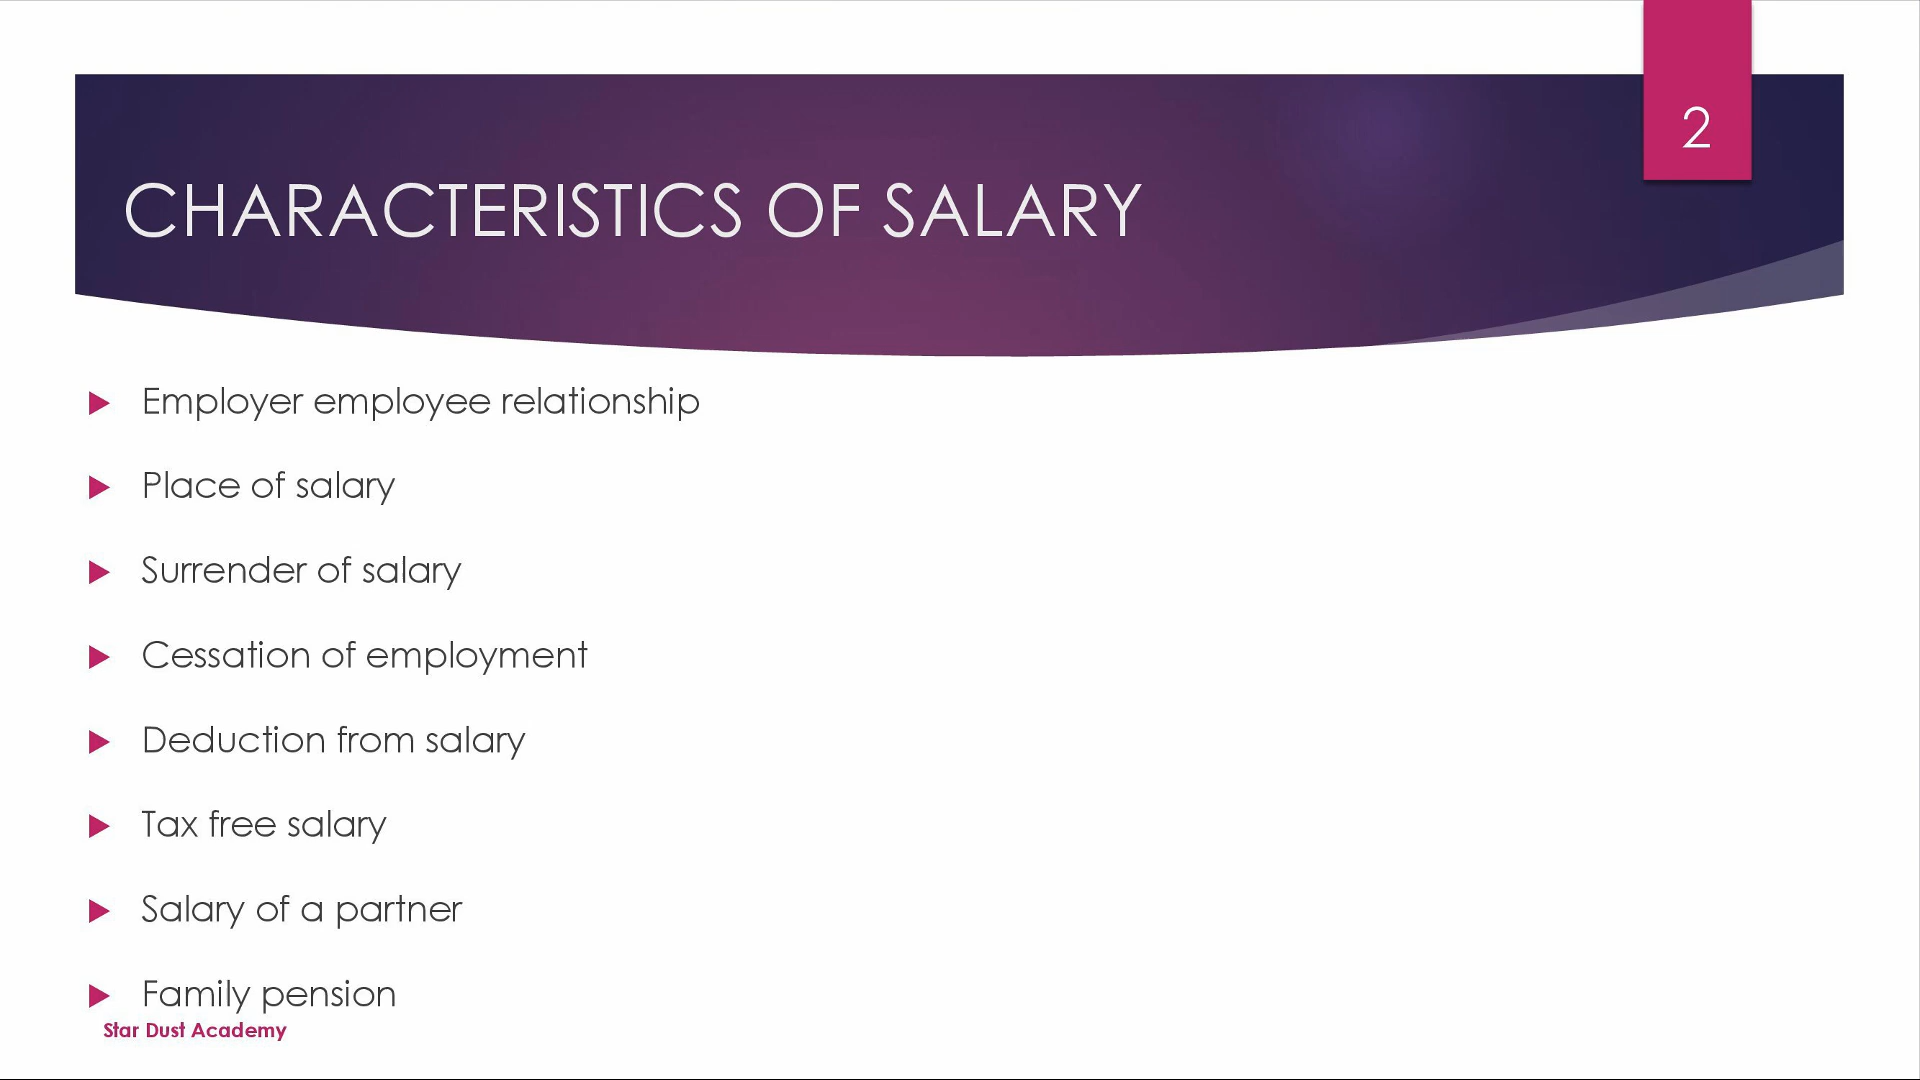 2
CHARACTERISTICS OF SALARY
Employer employee relationship
Place of salary
Surrender of salary
Cessation of employment
Deduction from salary
Tax free salary
Salary of a partner
Family pension
Star Dust Academy